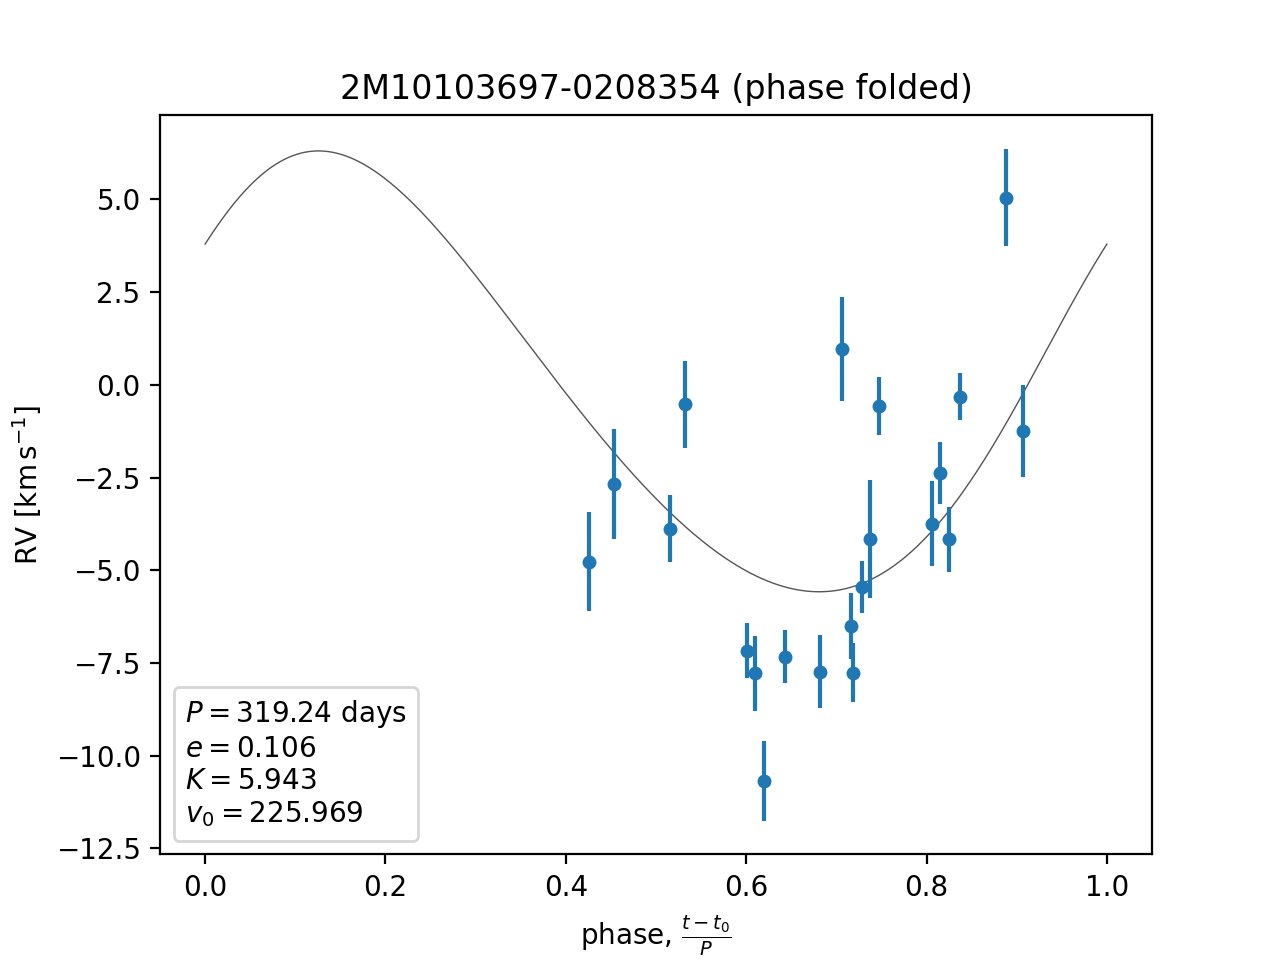 2M10103697-0208354 (phase folded)
RV [km s⁻¹]
5.0
2.5
0.0
−2.5
−5.0
−7.5
−10.0
−12.5
P = 319.24 days
e = 0.106
K = 5.943
v₀ = 225.969
0.0 0.2 0.4 0.6 0.8 1.0
phase, (t − t₀)/P